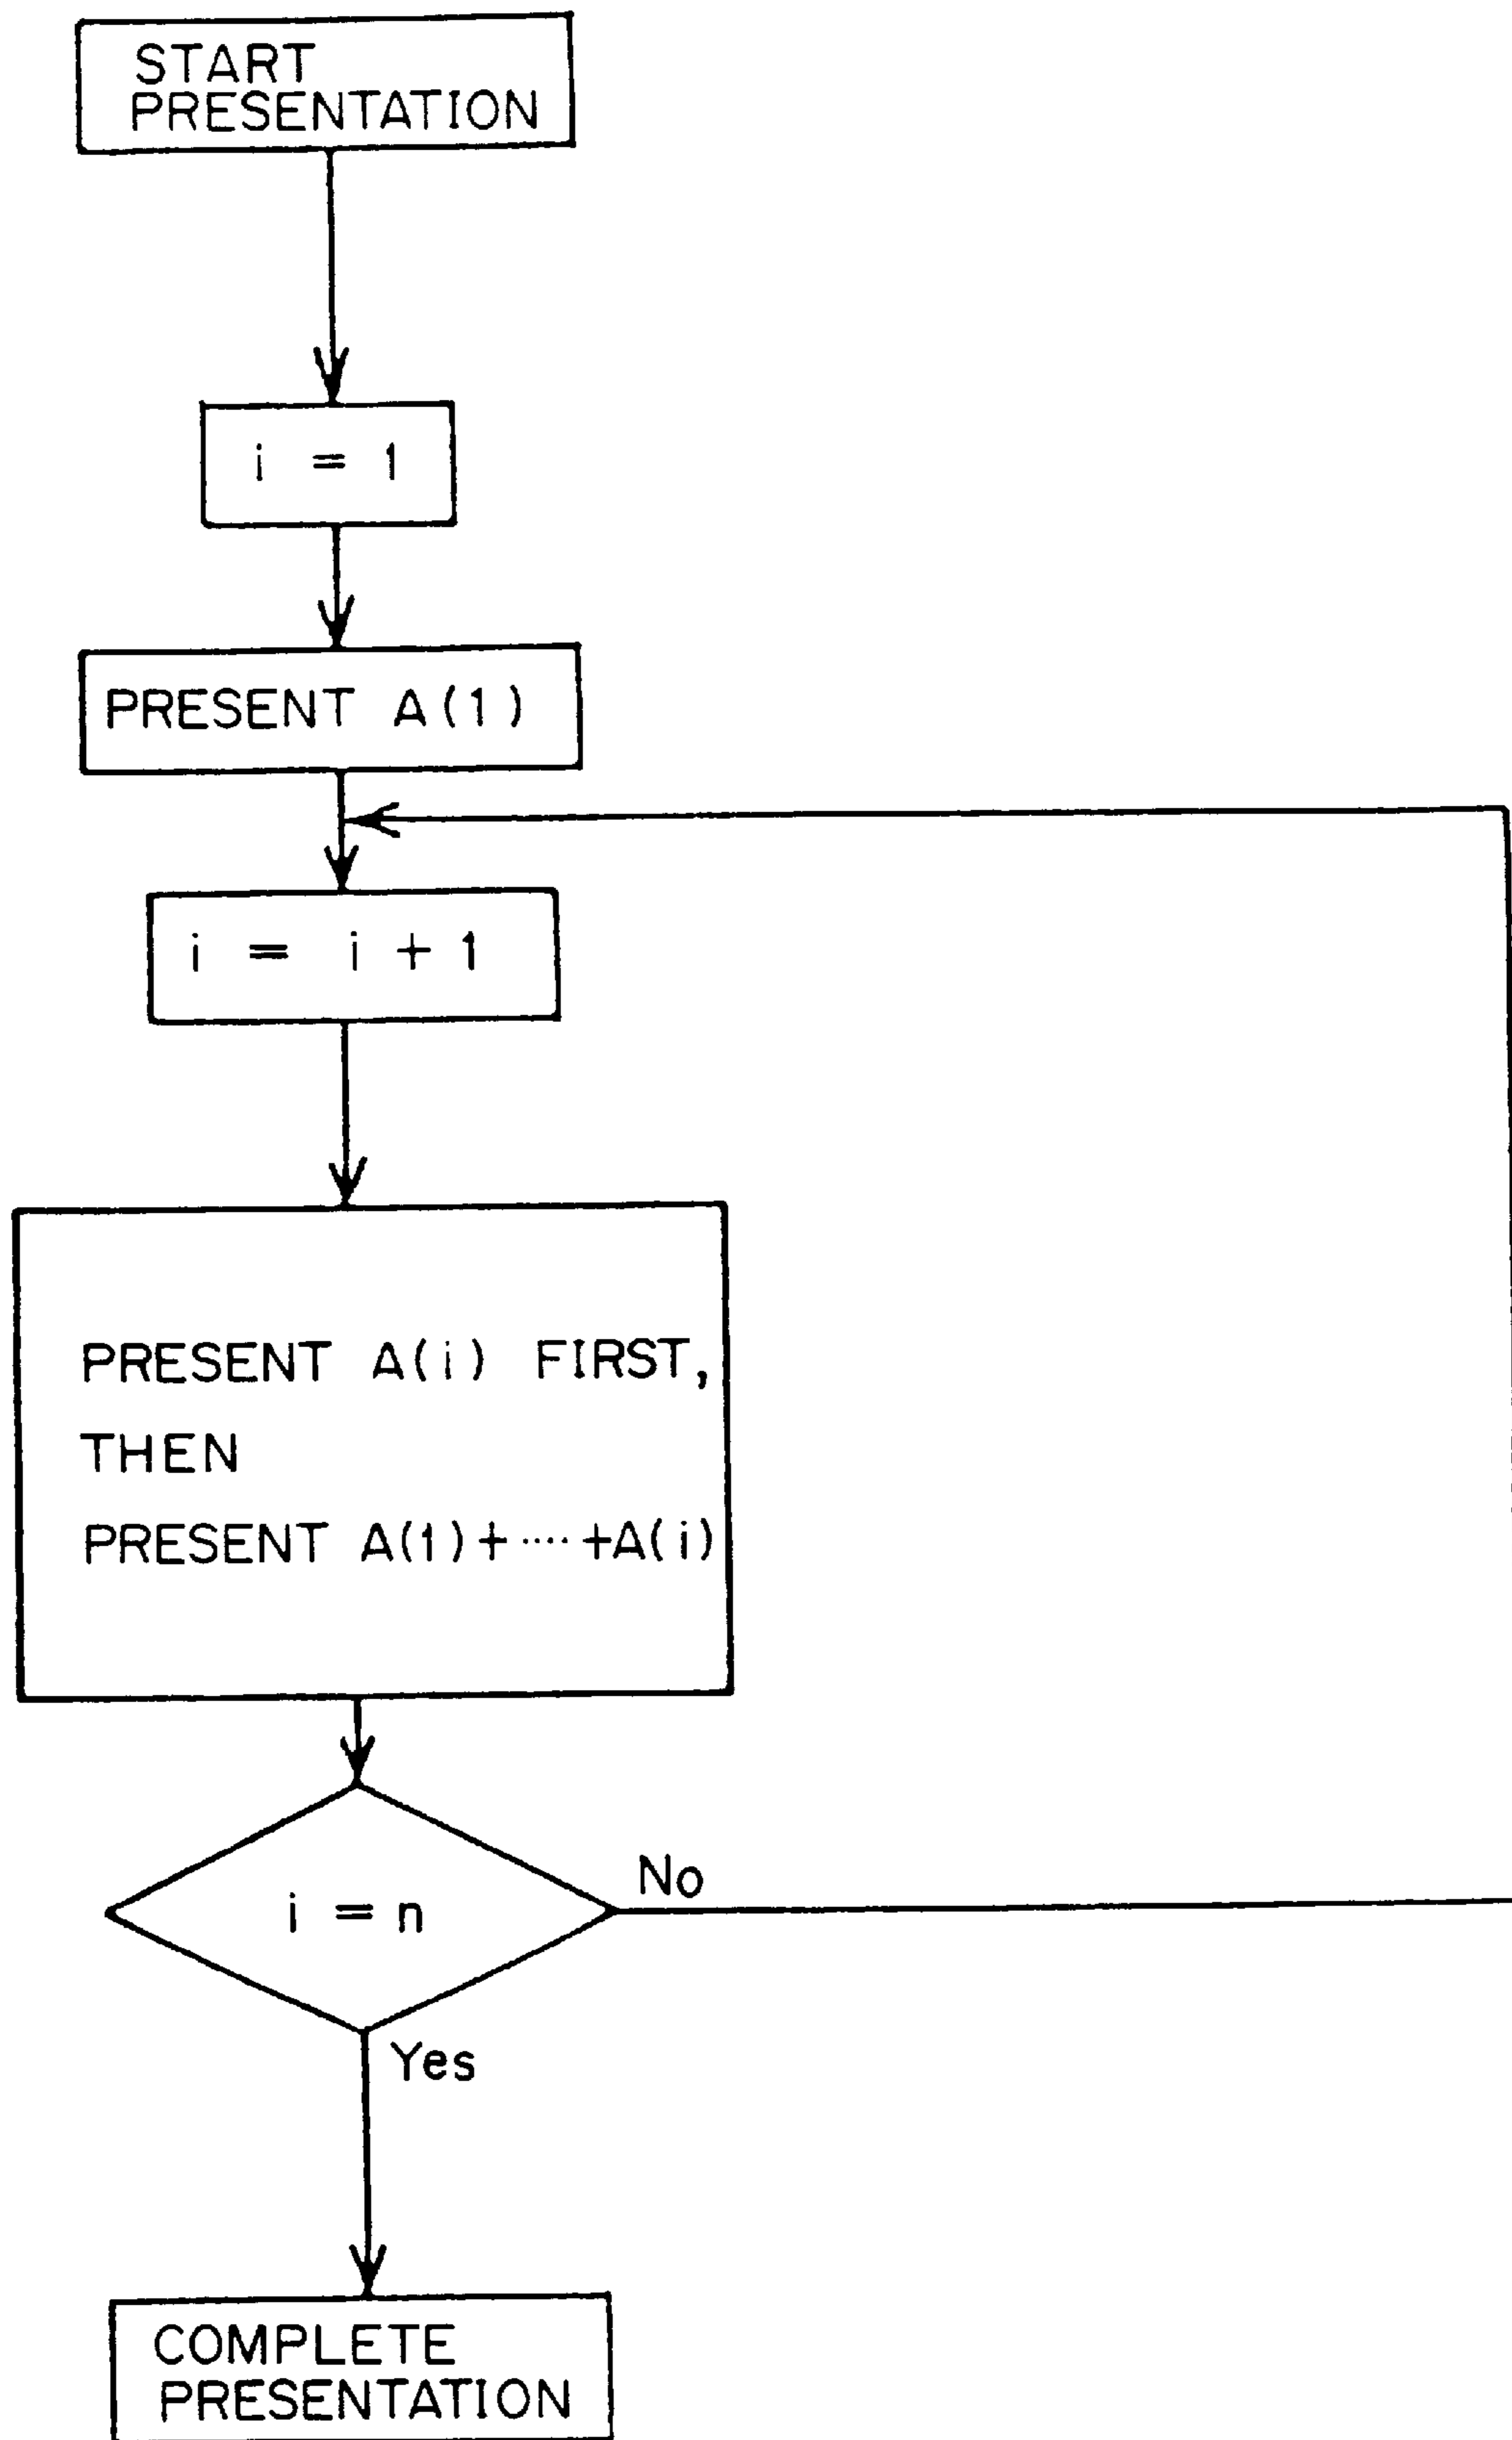 START
PRESENTATION
i = 1
PRESENT A(1)
i = i + 1
PRESENT A(i) FIRST,
THEN
PRESENT A(1)+····+A(i)
i = n
No
Yes
COMPLETE
PRESENTATION